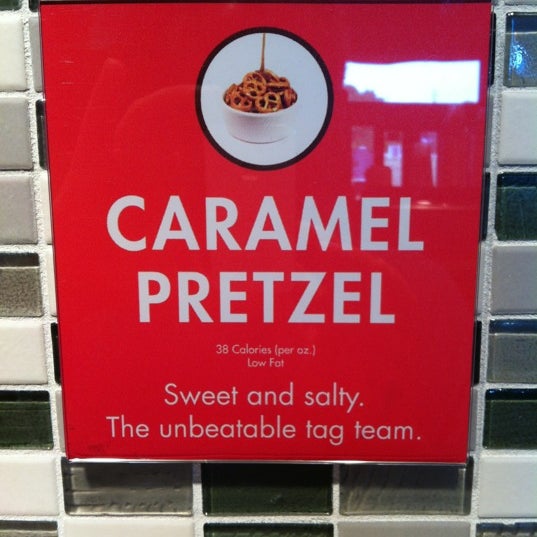 CARAMEL
PRETZEL
38 Calories (per oz.)
Low Fat
Sweet and salty.
The unbeatable tag team.